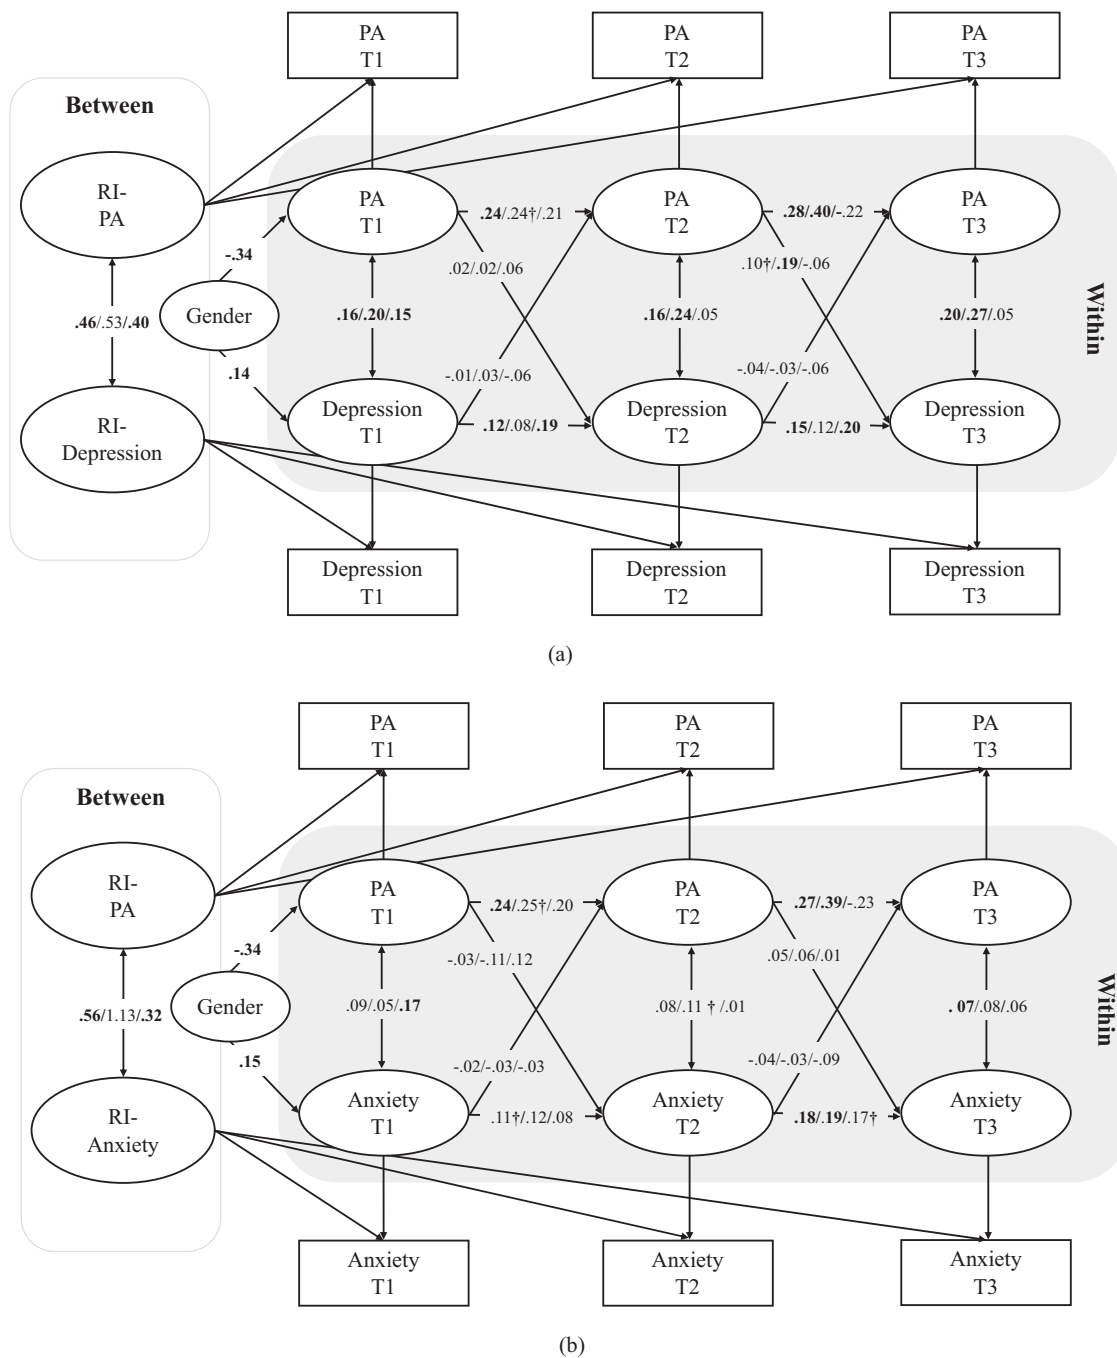 PA
T1
PA
T2
PA
T3
Between
RI-
PA
PA
T1
PA
T2
PA
T3
.24/.24†/.21
.28/.40/-.22
-.34
.02/.02/.06
.10†/.19/-.06
Gender
.46/.53/.40
.16/.20/.15
.16/.24/.05
.20/.27/.05
Within
.14
-.01/.03/-.06
-.04/-.03/-.06
RI-
Depression
Depression
T1
Depression
T2
Depression
T3
.12/.08/.19
.15/.12/.20
Depression
T1
Depression
T2
Depression
T3
(a)
PA
T1
PA
T2
PA
T3
Between
RI-
PA
PA
T1
PA
T2
PA
T3
.24/.25†/.20
.27/.39/-.23
-.34
-.03/-.11/.12
.05/.06/.01
Gender
.56/1.13/.32
.09/.05/.17
.08/.11 † /.01
. 07/.08/.06
Within
.15
-.02/-.03/-.03
-.04/-.03/-.09
RI-
Anxiety
Anxiety
T1
Anxiety
T2
Anxiety
T3
.11†/.12/.08
.18/.19/.17†
Anxiety
T1
Anxiety
T2
Anxiety
T3
(b)